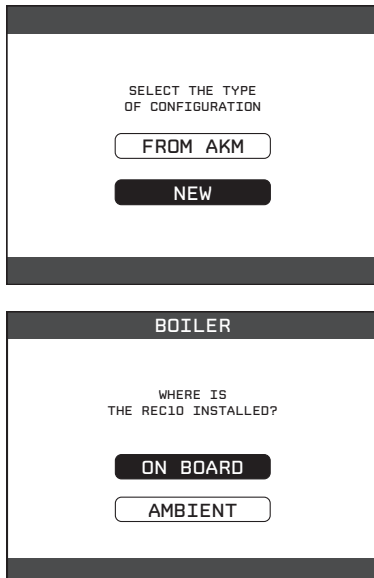 SELECT THE TYPE
OF CONFIGURATION
FROM AKM
NEW
BOILER
WHERE IS
THE REC10 INSTALLED?
ON BOARD
AMBIENT